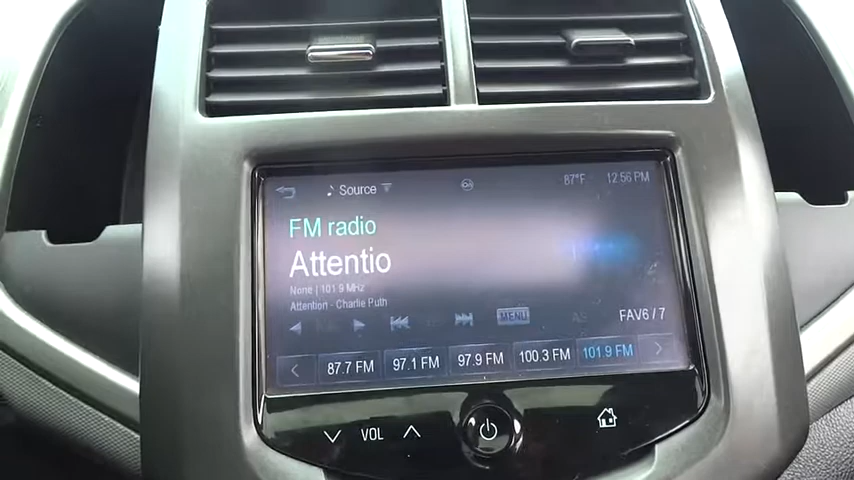 Source 87°F 12:56 PM
FM radio
Attentio
None | 101.9 MHz
Attention - Charlie Puth
MENU AS FAV6 / 7
87.7 FM 97.1 FM 97.9 FM 100.3 FM 101.9 FM
VOL